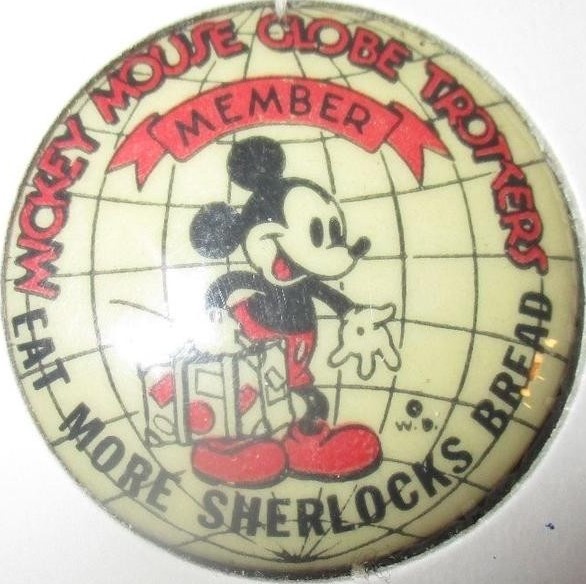 MICKEY MOUSE GLOBE TROTTERS
MEMBER
© W. D.
EAT MORE SHERLOCKS BREAD